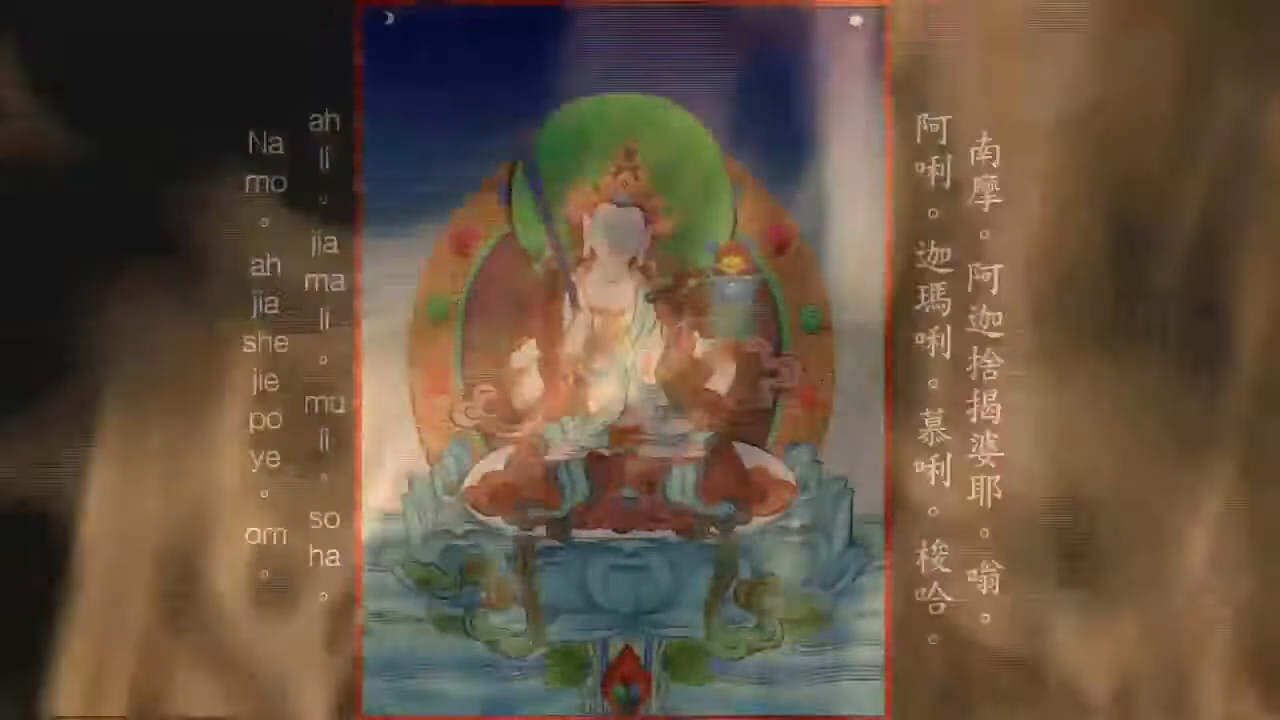 南摩。阿迦捨揭婆耶。嗡。
阿唎。迦瑪唎。慕唎。梭哈。
Na mo 。 ah jia she jie po ye 。 om 。
ah li 。 jia ma li 。 mu li 。 so ha 。